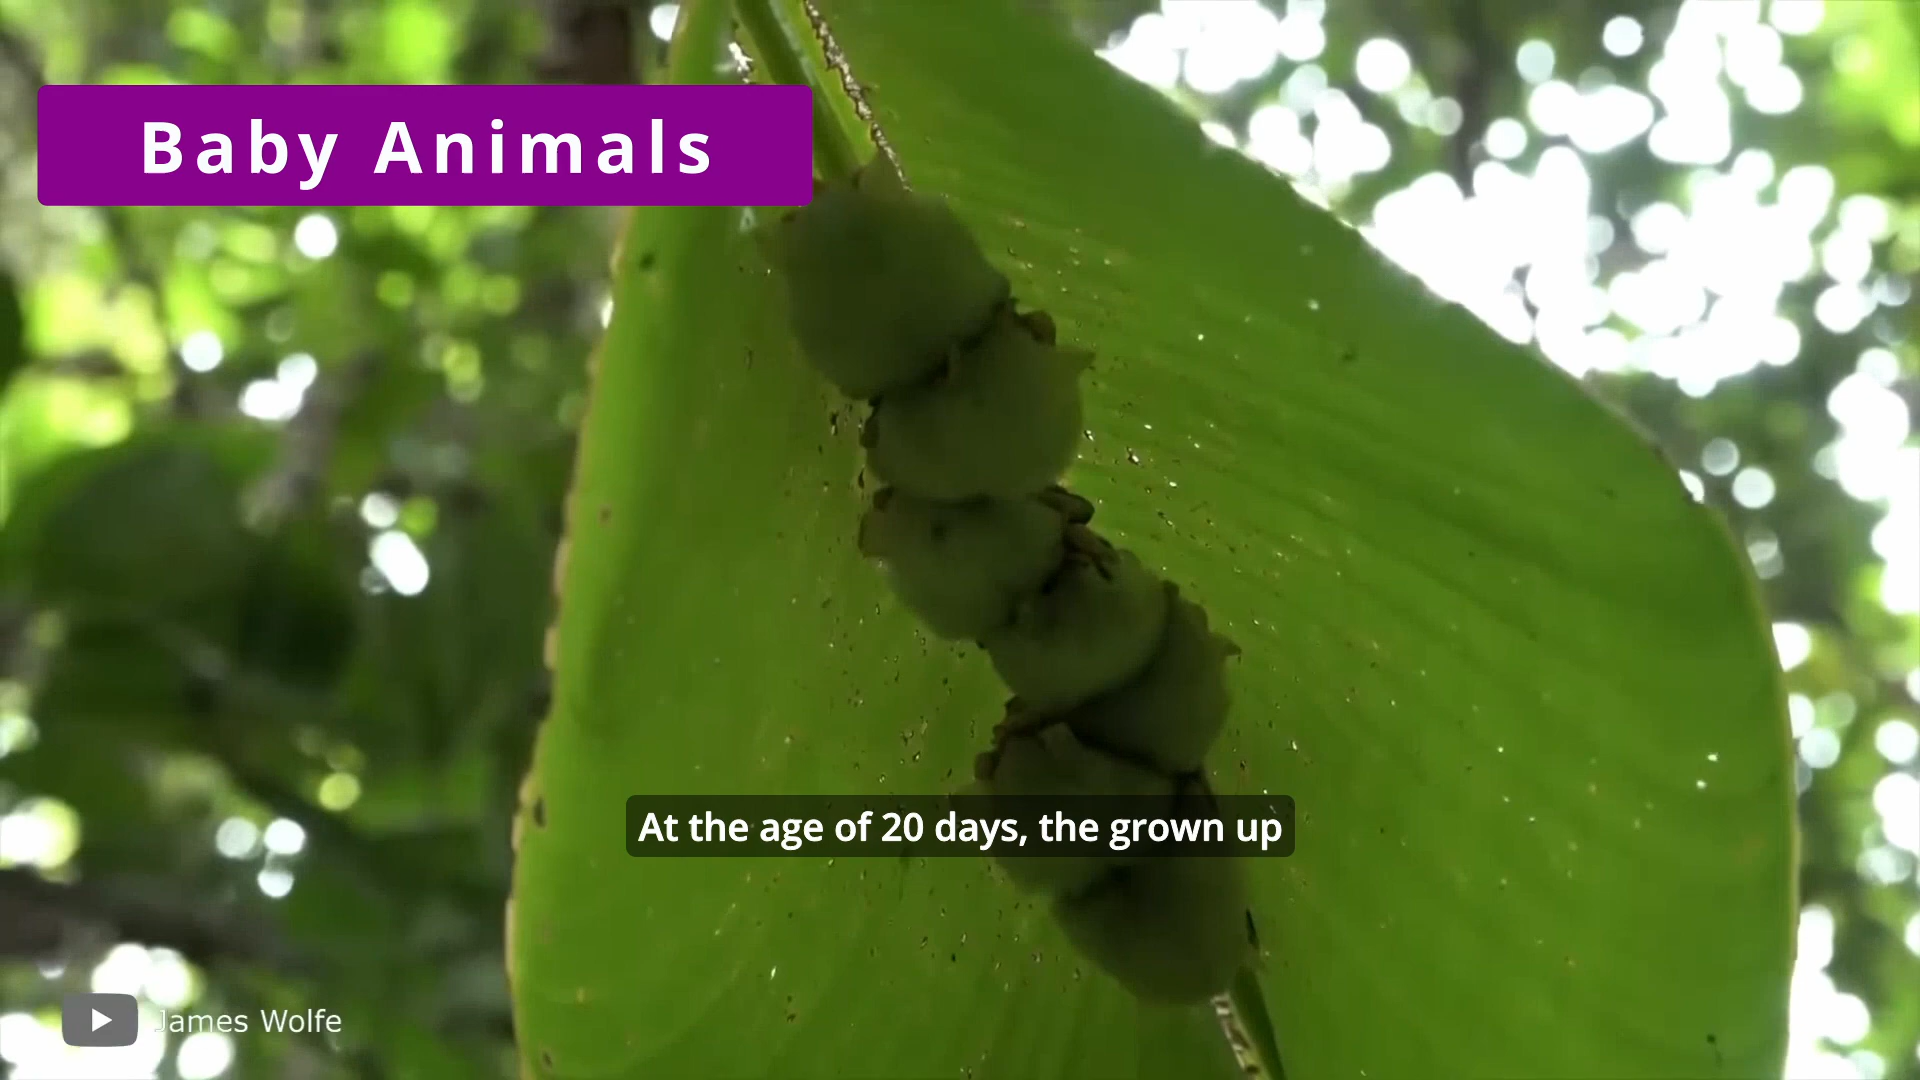 Baby Animals
At the age of 20 days, the grown up
James Wolfe